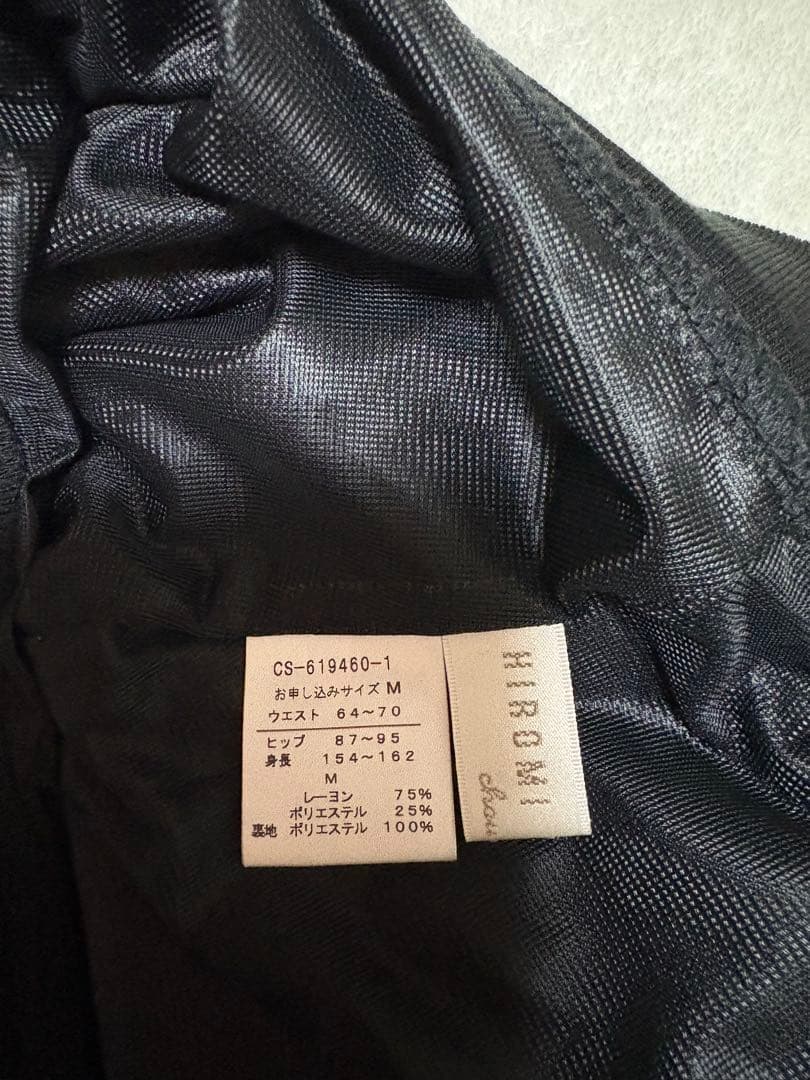 CS-619460-1
お申し込みサイズ M
ウエスト 64~70
ヒップ 87~95
身長 154~162
M
レーヨン 75%
ポリエステル 25%
裏地 ポリエステル 100%
HIROMI